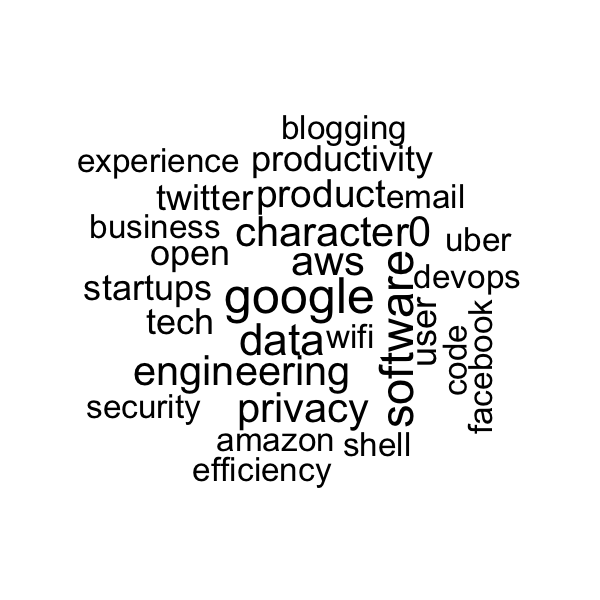 blogging
experience productivity
twitter product email
business character0 uber
open aws devops
startups google software
tech data wifi user code facebook
engineering
security privacy
amazon shell
efficiency